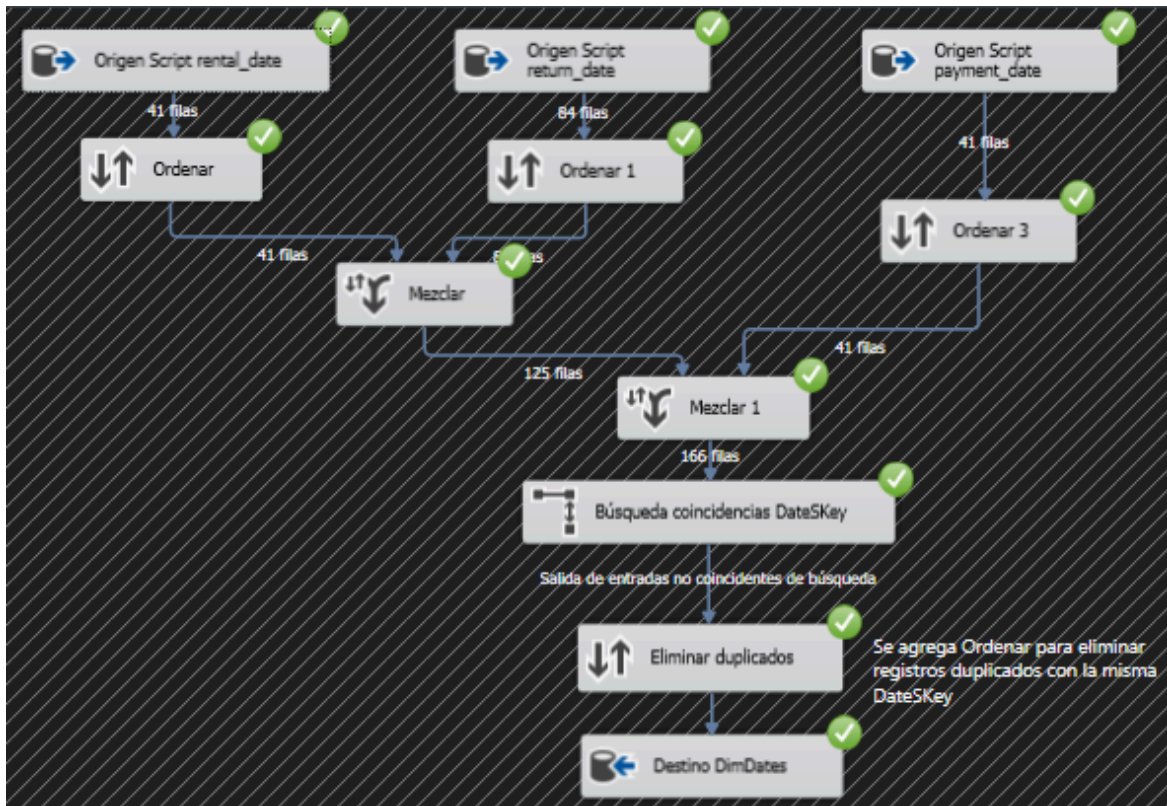 Origen Script rental_date
Origen Script
return_date
Origen Script
payment_date
41 filas
84 filas
41 filas
Ordenar
Ordenar 1
Ordenar 3
41 filas
Mezclar
125 filas
41 filas
Mezclar 1
166 filas
Búsqueda coincidencias DateSKey
Salida de entradas no coincidentes de búsqueda
Eliminar duplicados
Se agrega Ordenar para eliminar
registros duplicados con la misma
DateSKey
Destino DimDates